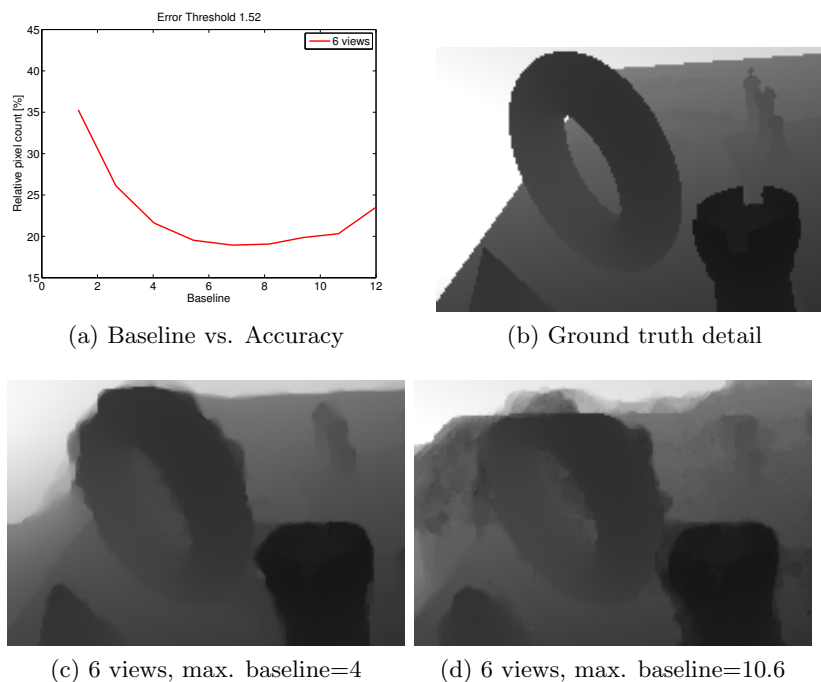 Error Threshold 1.52
45
6 views
40
35
30
25
20
15
Relative pixel count [%]
0 2 4 6 8 10 12
Baseline
(a) Baseline vs. Accuracy
(b) Ground truth detail
(c) 6 views, max. baseline=4
(d) 6 views, max. baseline=10.6